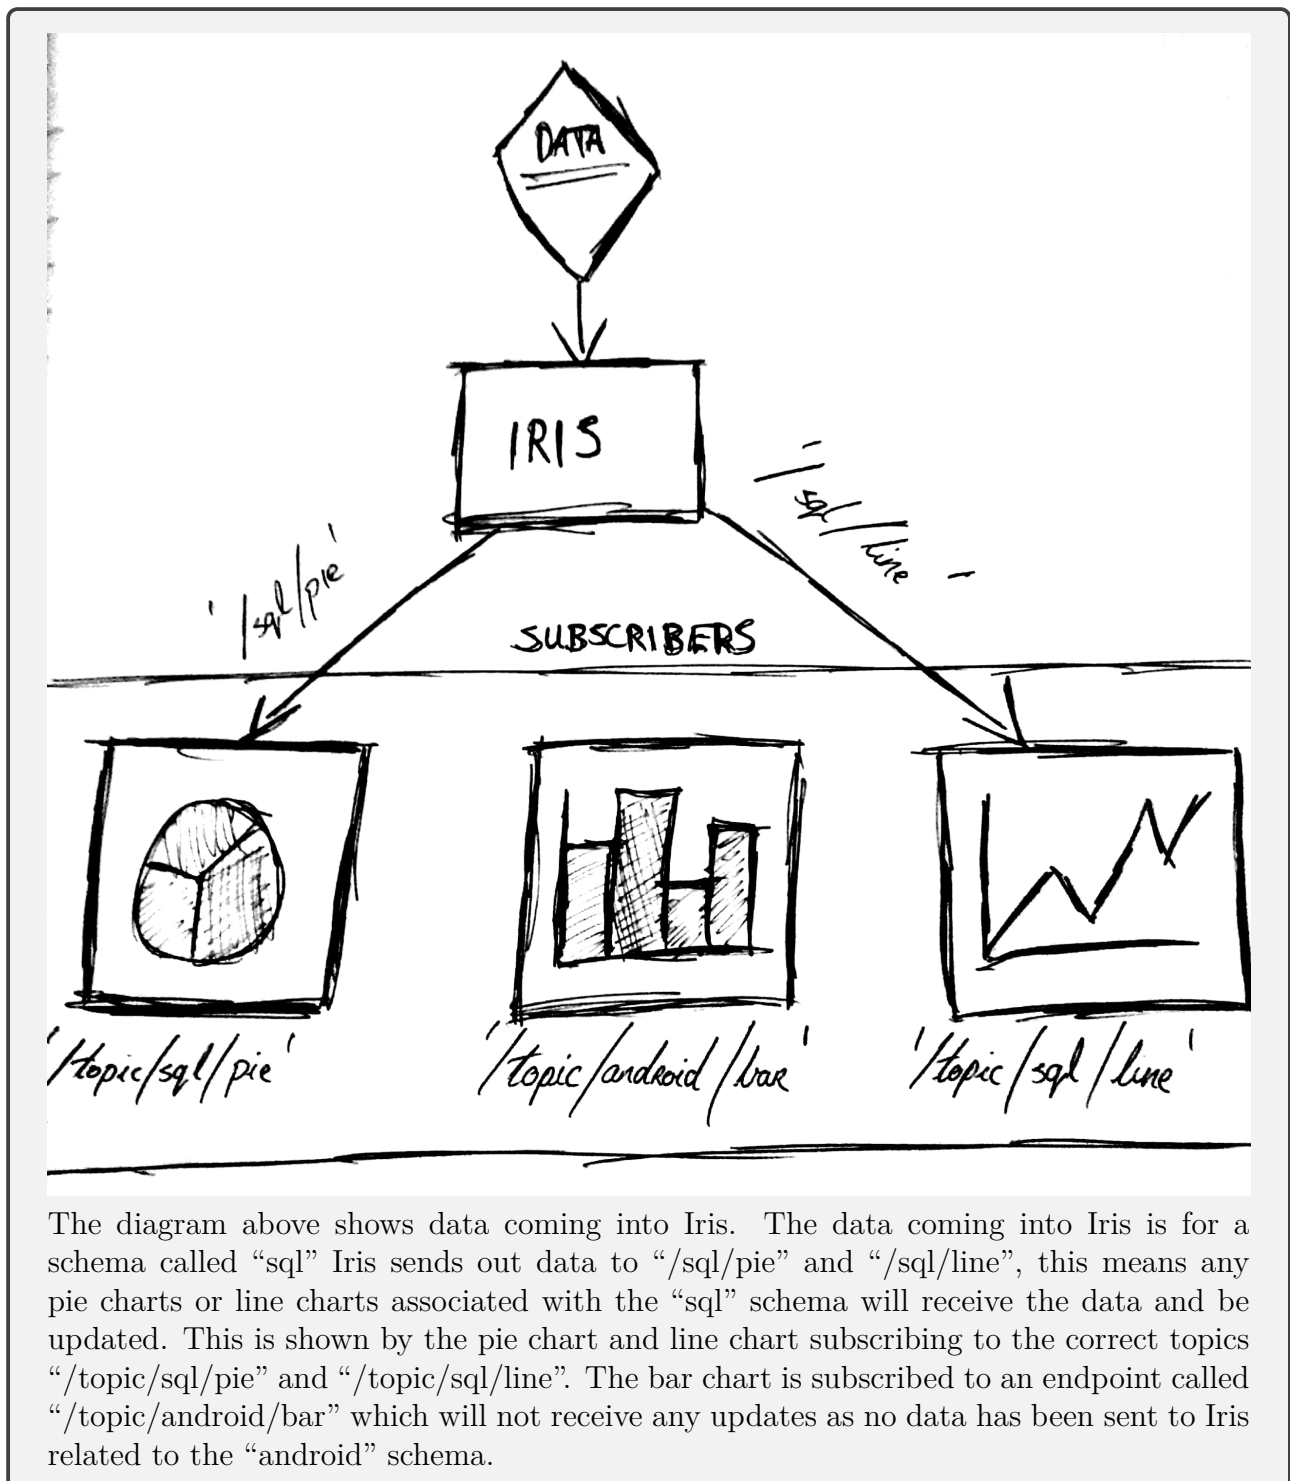 DATA
IRIS
'/sql/line'
'/sql/pie'
SUBSCRIBERS
'/topic/sql/pie'
'/topic/android/bar'
'/topic/sql/line'
The diagram above shows data coming into Iris. The data coming into Iris is for a
schema called “sql” Iris sends out data to “/sql/pie” and “/sql/line”, this means any
pie charts or line charts associated with the “sql” schema will receive the data and be
updated. This is shown by the pie chart and line chart subscribing to the correct topics
“/topic/sql/pie” and “/topic/sql/line”. The bar chart is subscribed to an endpoint called
“/topic/android/bar” which will not receive any updates as no data has been sent to Iris
related to the “android” schema.